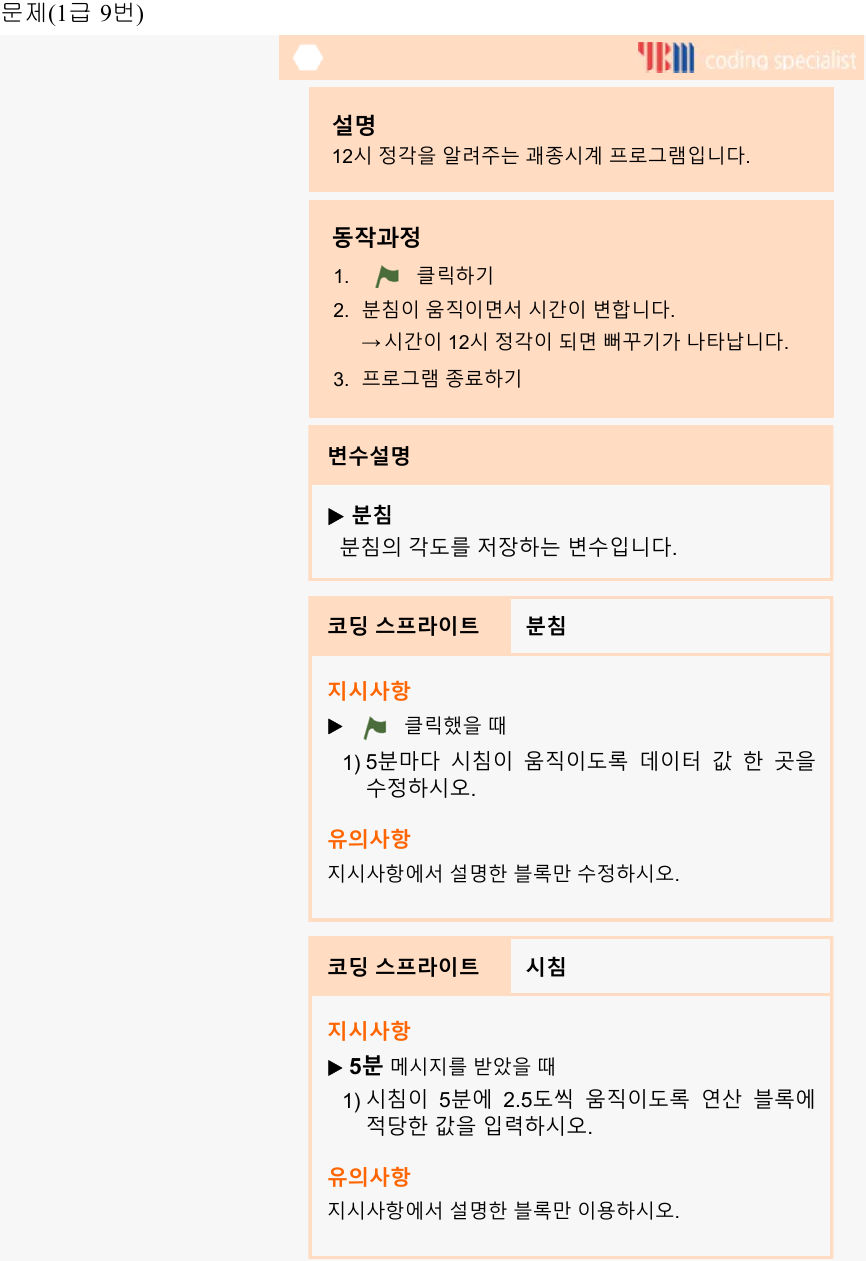 문제(1급 9번)
YBM coding specialist
설명
12시 정각을 알려주는 괘종시계 프로그램입니다.
동작과정
1. 클릭하기
2. 분침이 움직이면서 시간이 변합니다.
→시간이 12시 정각이 되면 뻐꾸기가 나타납니다.
3. 프로그램 종료하기
변수설명
▶ 분침
분침의 각도를 저장하는 변수입니다.
코딩 스프라이트 분침
지시사항
▶ 클릭했을 때
1) 5분마다 시침이 움직이도록 데이터 값 한 곳을
수정하시오.
유의사항
지시사항에서 설명한 블록만 수정하시오.
코딩 스프라이트 시침
지시사항
▶ 5분 메시지를 받았을 때
1) 시침이 5분에 2.5도씩 움직이도록 연산 블록에
적당한 값을 입력하시오.
유의사항
지시사항에서 설명한 블록만 이용하시오.